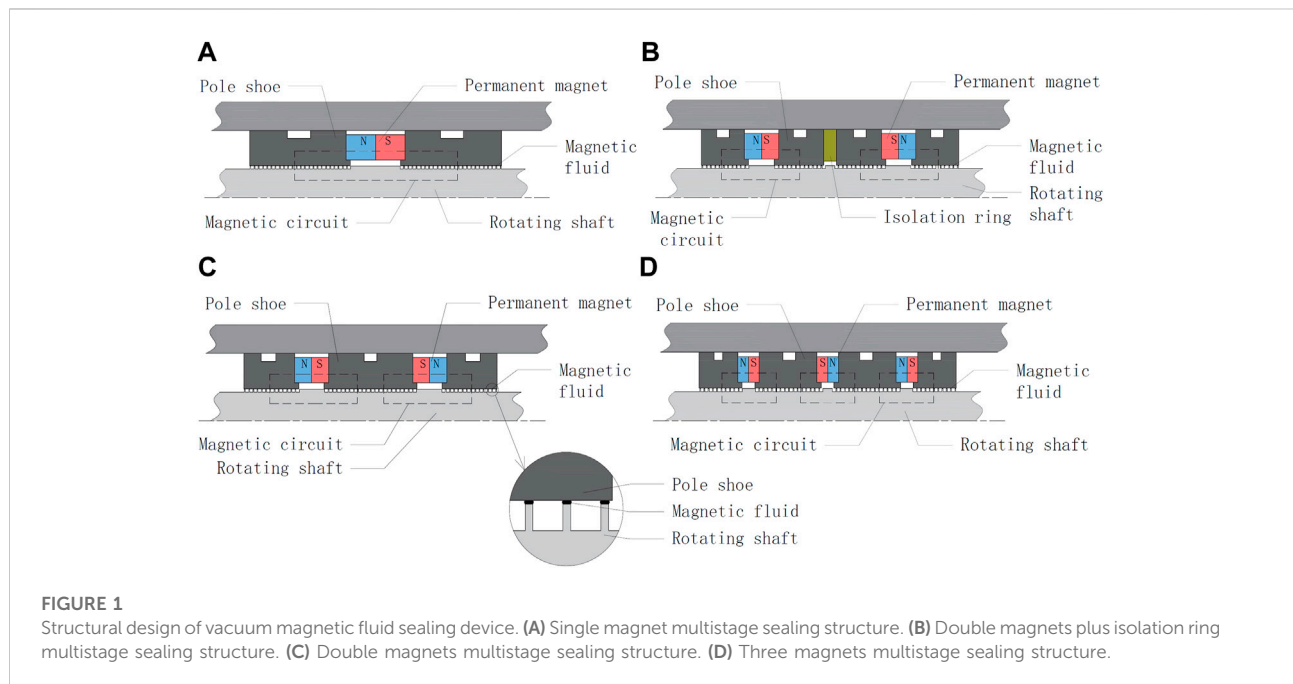 A
Pole shoe
Permanent magnet
N S
Magnetic
fluid
Magnetic circuit
Rotating shaft
B
Pole shoe
Permanent magnet
N S
S N
Magnetic
fluid
Rotating
shaft
Magnetic
circuit
Isolation ring
C
Pole shoe
Permanent magnet
N S
S N
Magnetic
fluid
Magnetic circuit
Rotating shaft
Pole shoe
Magnetic fluid
Rotating shaft
D
Pole shoe
Permanent magnet
N S
S N
N S
Magnetic
fluid
Magnetic circuit
Rotating shaft
FIGURE 1
Structural design of vacuum magnetic fluid sealing device. (A) Single magnet multistage sealing structure. (B) Double magnets plus isolation ring
multistage sealing structure. (C) Double magnets multistage sealing structure. (D) Three magnets multistage sealing structure.